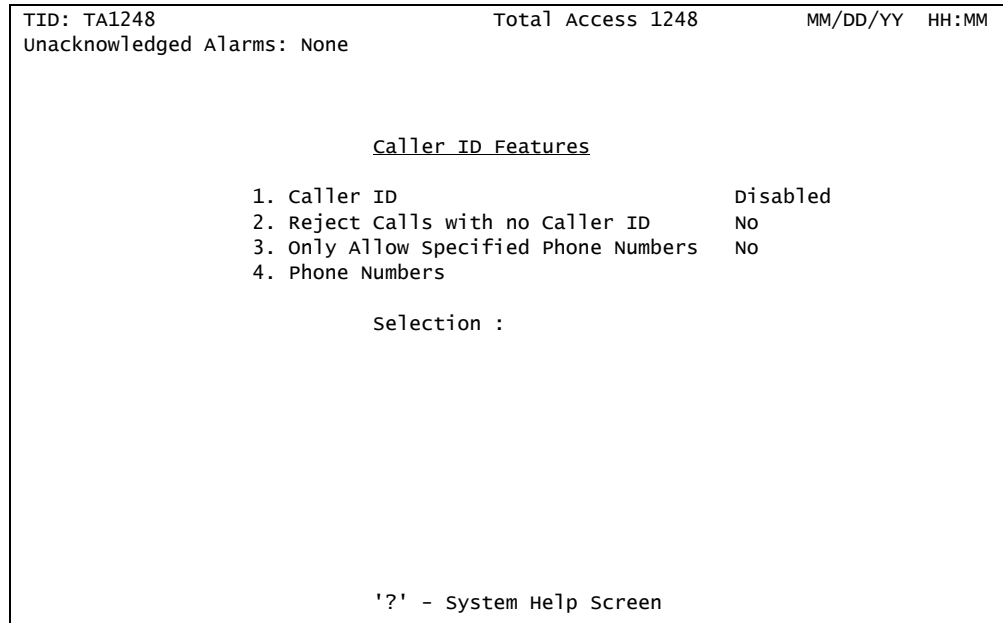 TID: TA1248 Total Access 1248 MM/DD/YY HH:MM
Unacknowledged Alarms: None
Caller ID Features
1. Caller ID Disabled
2. Reject Calls with no Caller ID No
3. Only Allow Specified Phone Numbers No
4. Phone Numbers
Selection :
'?' - System Help Screen